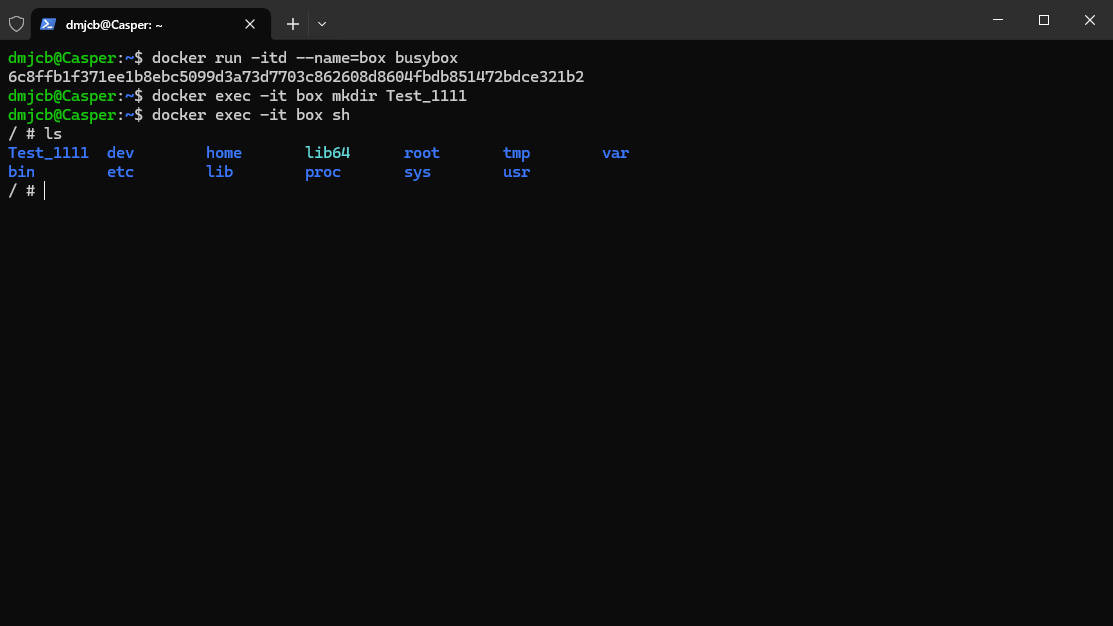 dmjcb@Casper: ~
dmjcb@Casper:~$ docker run -itd --name=box busybox
6c8ffb1f371ee1b8ebc5099d3a73d7703c862608d8604fbdb851472bdce321b2
dmjcb@Casper:~$ docker exec -it box mkdir Test_1111
dmjcb@Casper:~$ docker exec -it box sh
/ # ls
Test_1111  dev        home       lib64      root       tmp        var
bin        etc        lib        proc       sys        usr
/ #